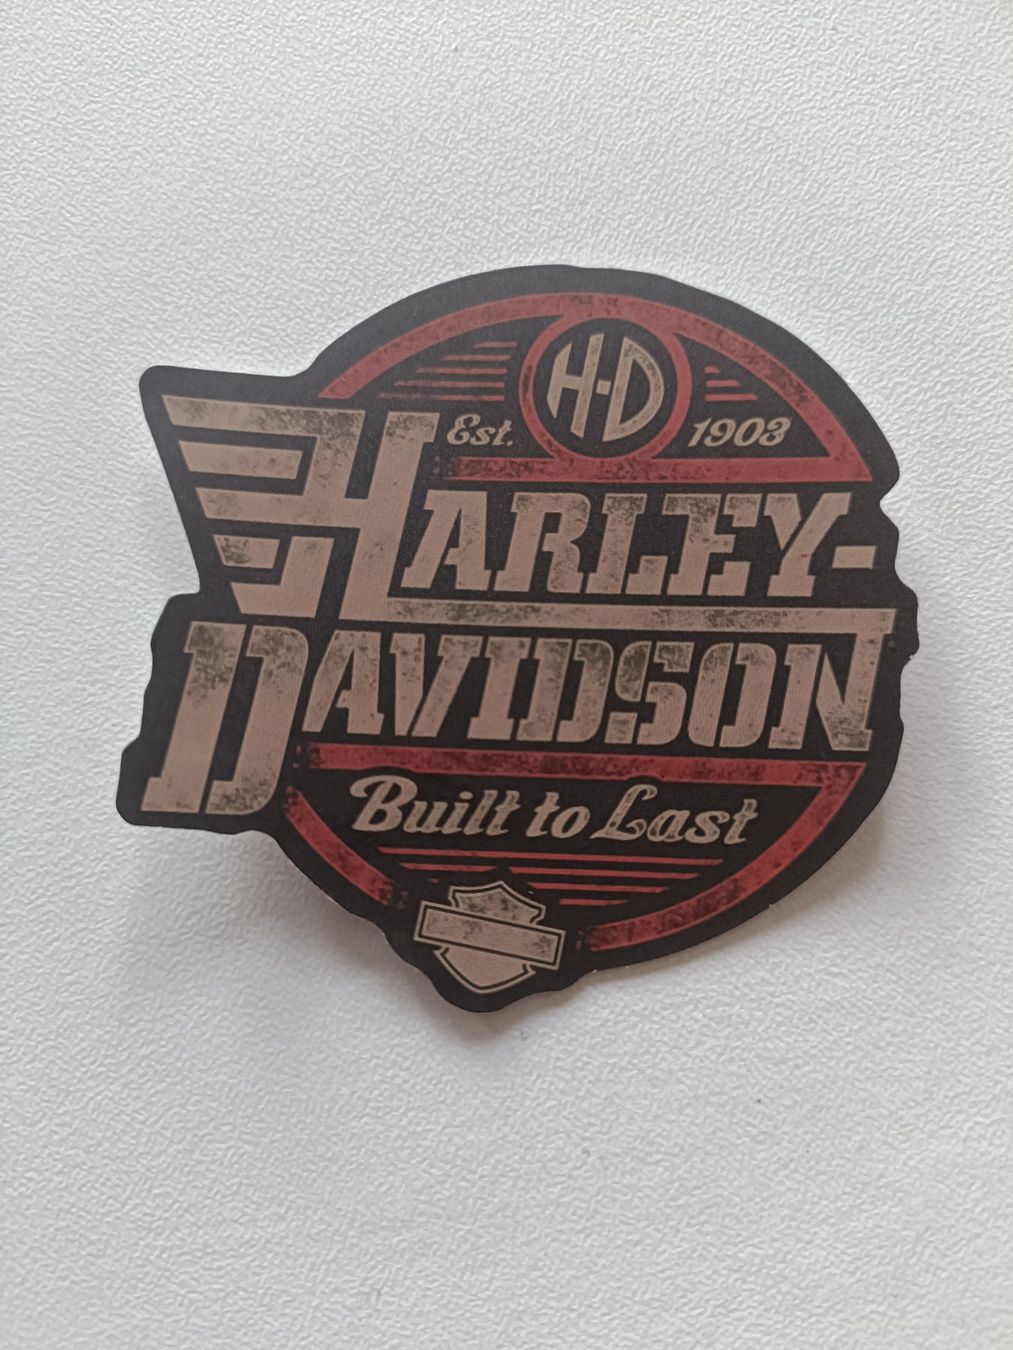 H-D
Est. 1903
HARLEY-
DAVIDSON
Built to Last